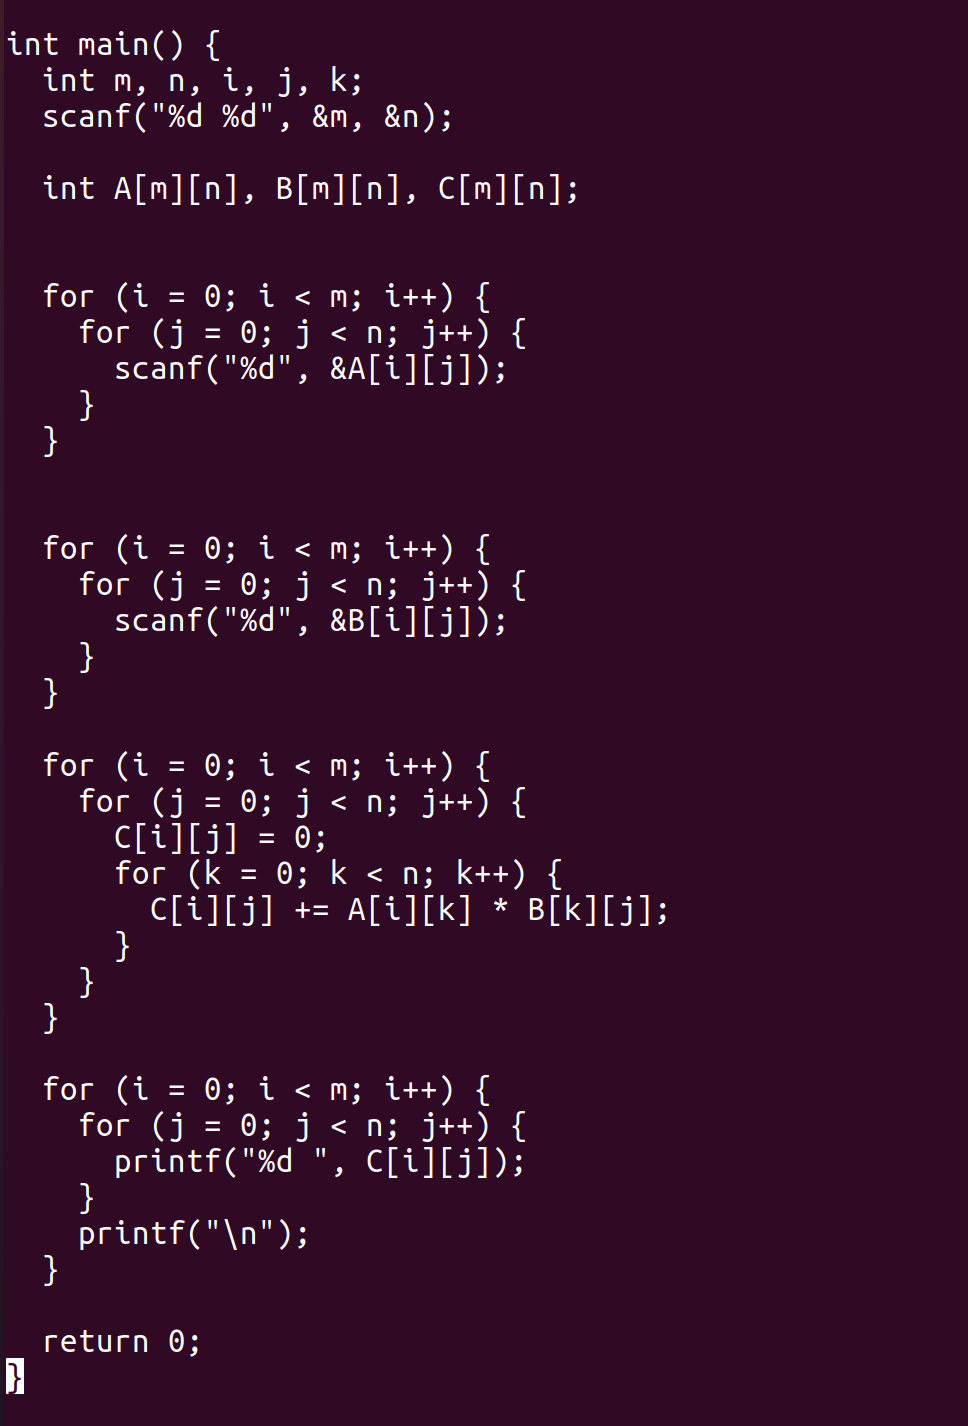 int main() {
  int m, n, i, j, k;
  scanf("%d %d", &m, &n);

  int A[m][n], B[m][n], C[m][n];


  for (i = 0; i < m; i++) {
    for (j = 0; j < n; j++) {
      scanf("%d", &A[i][j]);
    }
  }


  for (i = 0; i < m; i++) {
    for (j = 0; j < n; j++) {
      scanf("%d", &B[i][j]);
    }
  }

  for (i = 0; i < m; i++) {
    for (j = 0; j < n; j++) {
      C[i][j] = 0;
      for (k = 0; k < n; k++) {
        C[i][j] += A[i][k] * B[k][j];
      }
    }
  }

  for (i = 0; i < m; i++) {
    for (j = 0; j < n; j++) {
      printf("%d ", C[i][j]);
    }
    printf("\n");
  }

  return 0;
}